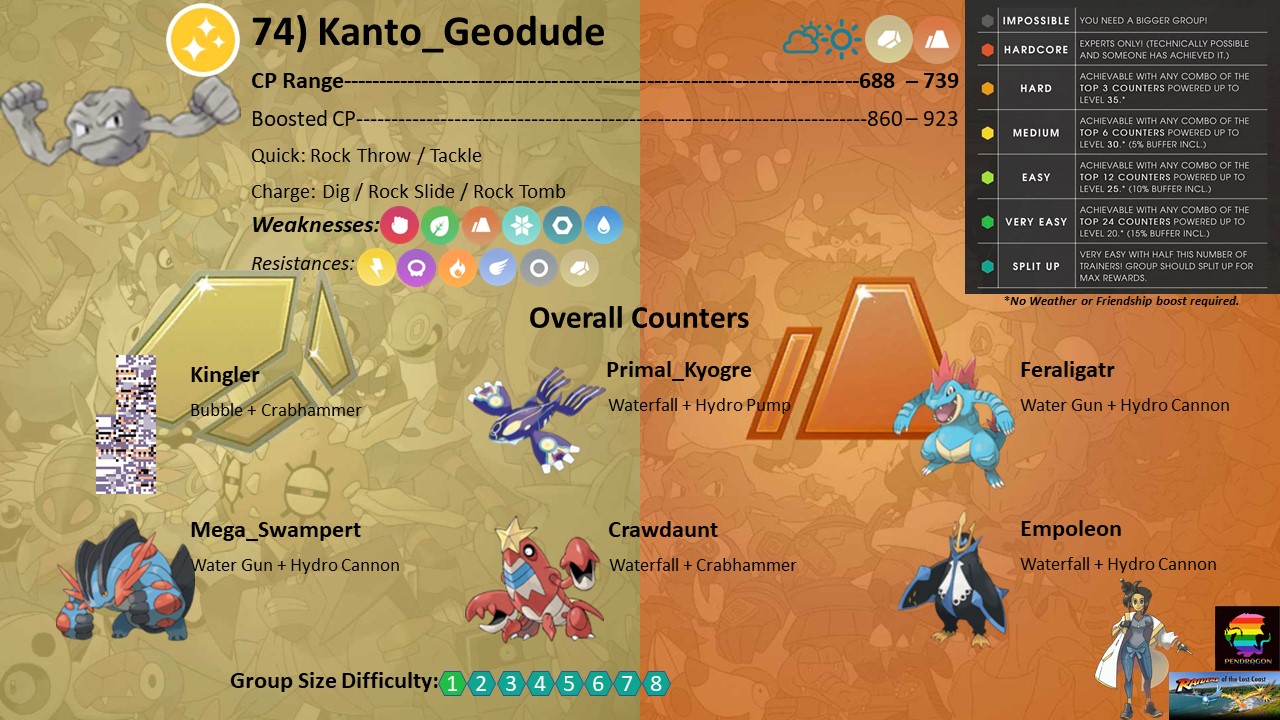 74) Kanto_Geodude
CP Range------------------------------------------------------------------------688 – 739
Boosted CP------------------------------------------------------------------------860 – 923
Quick: Rock Throw / Tackle
Charge: Dig / Rock Slide / Rock Tomb
Weaknesses:
Resistances:
IMPOSSIBLE YOU NEED A BIGGER GROUP!
HARDCORE EXPERTS ONLY! (TECHNICALLY POSSIBLE
AND SOMEONE HAS ACHIEVED IT.)
HARD ACHIEVABLE WITH ANY COMBO OF THE
TOP 3 COUNTERS POWERED UP TO
LEVEL 35.*
MEDIUM ACHIEVABLE WITH ANY COMBO OF THE
TOP 6 COUNTERS POWERED UP TO
LEVEL 30.* (5% BUFFER INCL.)
EASY ACHIEVABLE WITH ANY COMBO OF THE
TOP 12 COUNTERS POWERED UP TO
LEVEL 25.* (10% BUFFER INCL.)
VERY EASY ACHIEVABLE WITH ANY COMBO OF THE
TOP 24 COUNTERS POWERED UP TO
LEVEL 20.* (15% BUFFER INCL.)
SPLIT UP VERY EASY WITH HALF THIS NUMBER OF
TRAINERS! GROUP SHOULD SPLIT UP FOR
MAX REWARDS.
*No Weather or Friendship boost required.
Overall Counters
Kingler
Bubble + Crabhammer
Primal_Kyogre
Waterfall + Hydro Pump
Feraligatr
Water Gun + Hydro Cannon
Mega_Swampert
Water Gun + Hydro Cannon
Crawdaunt
Waterfall + Crabhammer
Empoleon
Waterfall + Hydro Cannon
Group Size Difficulty: 1 2 3 4 5 6 7 8
PENDRAGON
RAIDERS of the Lost Coast